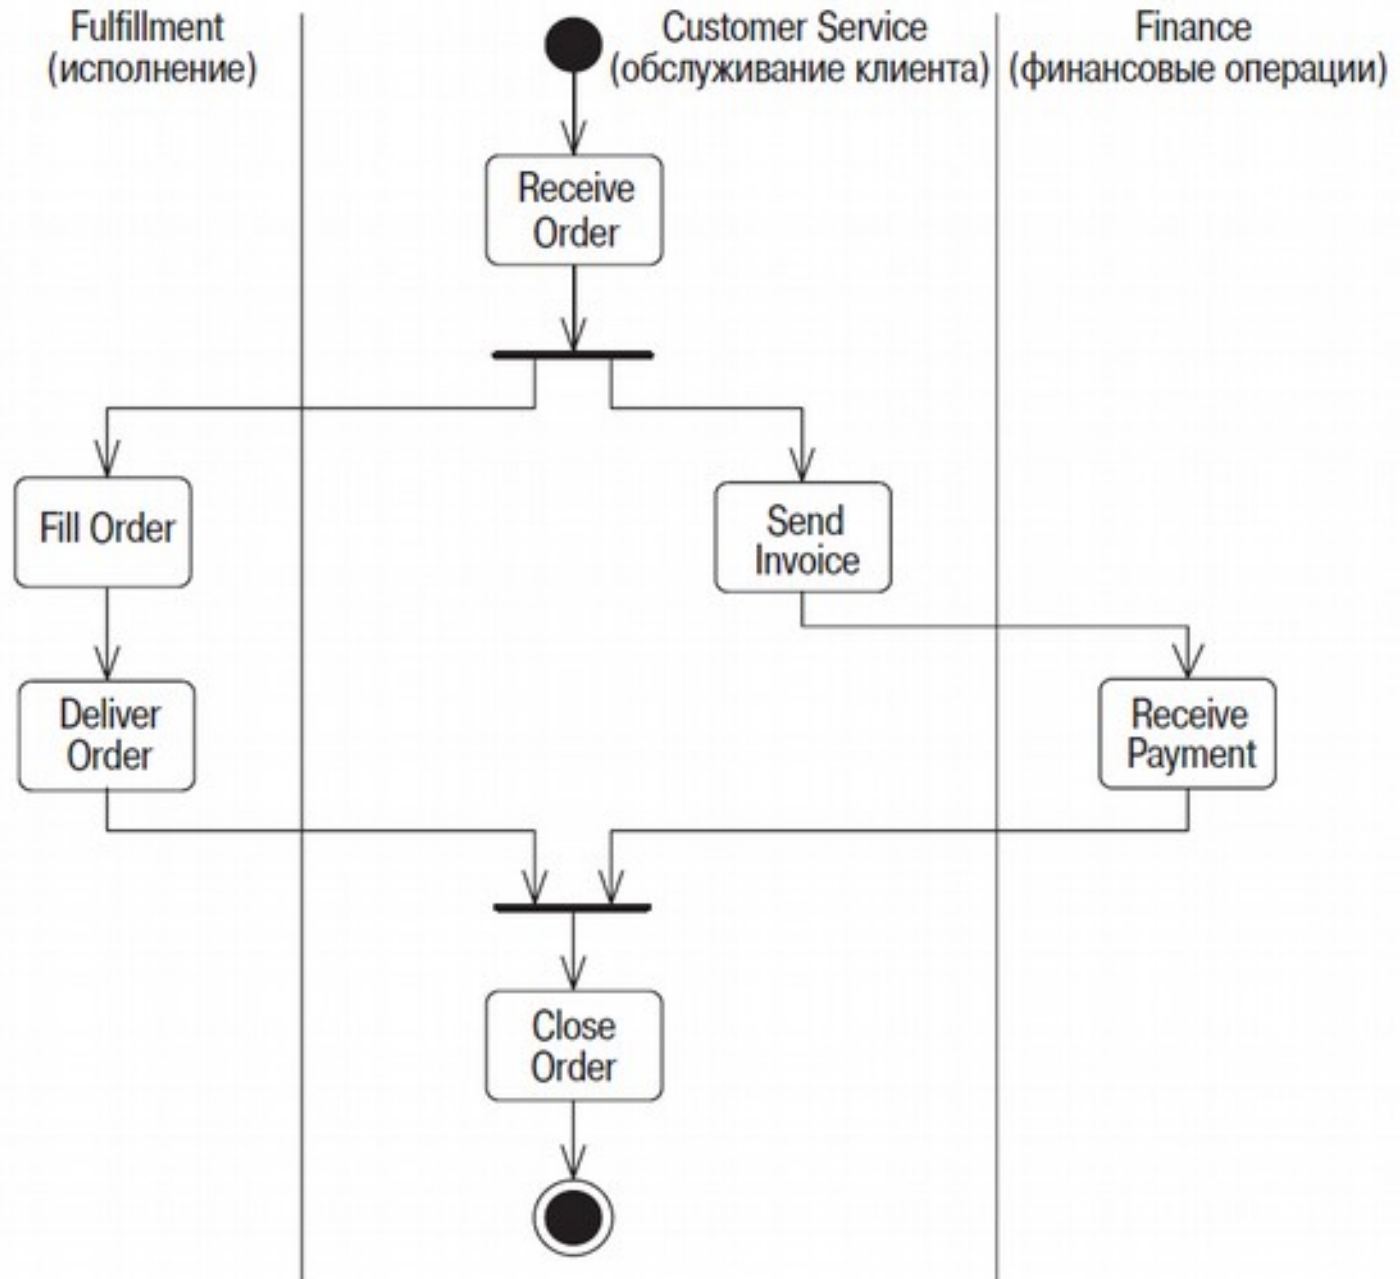 Fulfillment
(исполнение)
Customer Service
(обслуживание клиента)
Finance
(финансовые операции)
Receive
Order
Fill Order
Send
Invoice
Deliver
Order
Receive
Payment
Close
Order